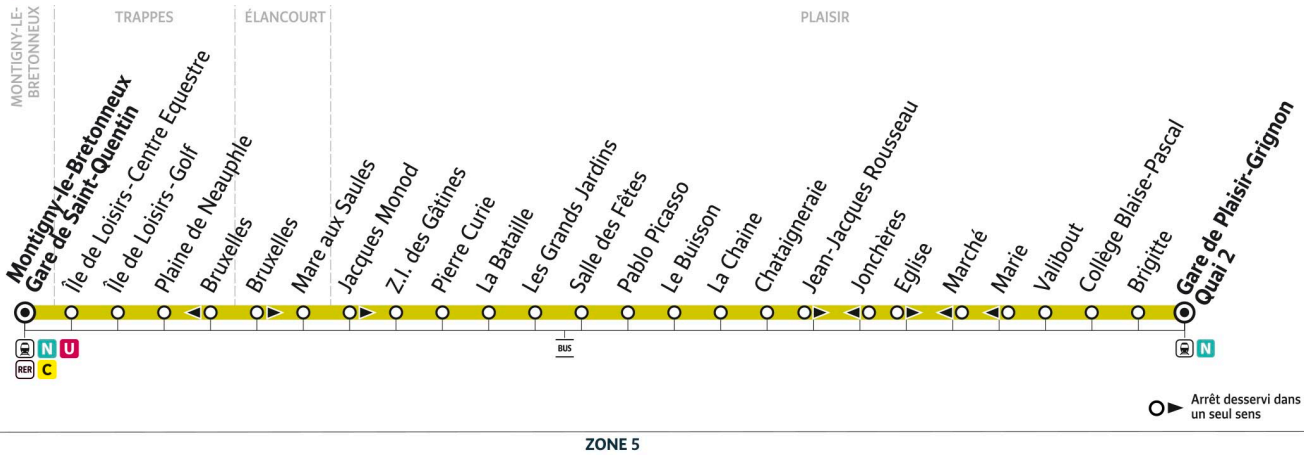 MONTIGNY-LE-
BRETONNEUX
TRAPPES
ÉLANCOURT
PLAISIR
Montigny-le-Bretonneux
Gare de Saint-Quentin
Île de Loisirs-Centre Equestre
Île de Loisirs-Golf
Plaine de Neauphle
Bruxelles
Bruxelles
Mare aux Saules
Jacques Monod
Z.I. des Gâtines
Pierre Curie
La Bataille
Les Grands Jardins
Salle des Fêtes
Pablo Picasso
Le Buisson
La Chaine
Chataigneraie
Jean-Jacques Rousseau
Jonchères
Eglise
Marché
Marie
Valibout
Collège Blaise-Pascal
Brigitte
Gare de Plaisir-Grignon
Quai 2
N U
RER C
BUS
N
Arrêt desservi dans
un seul sens
ZONE 5